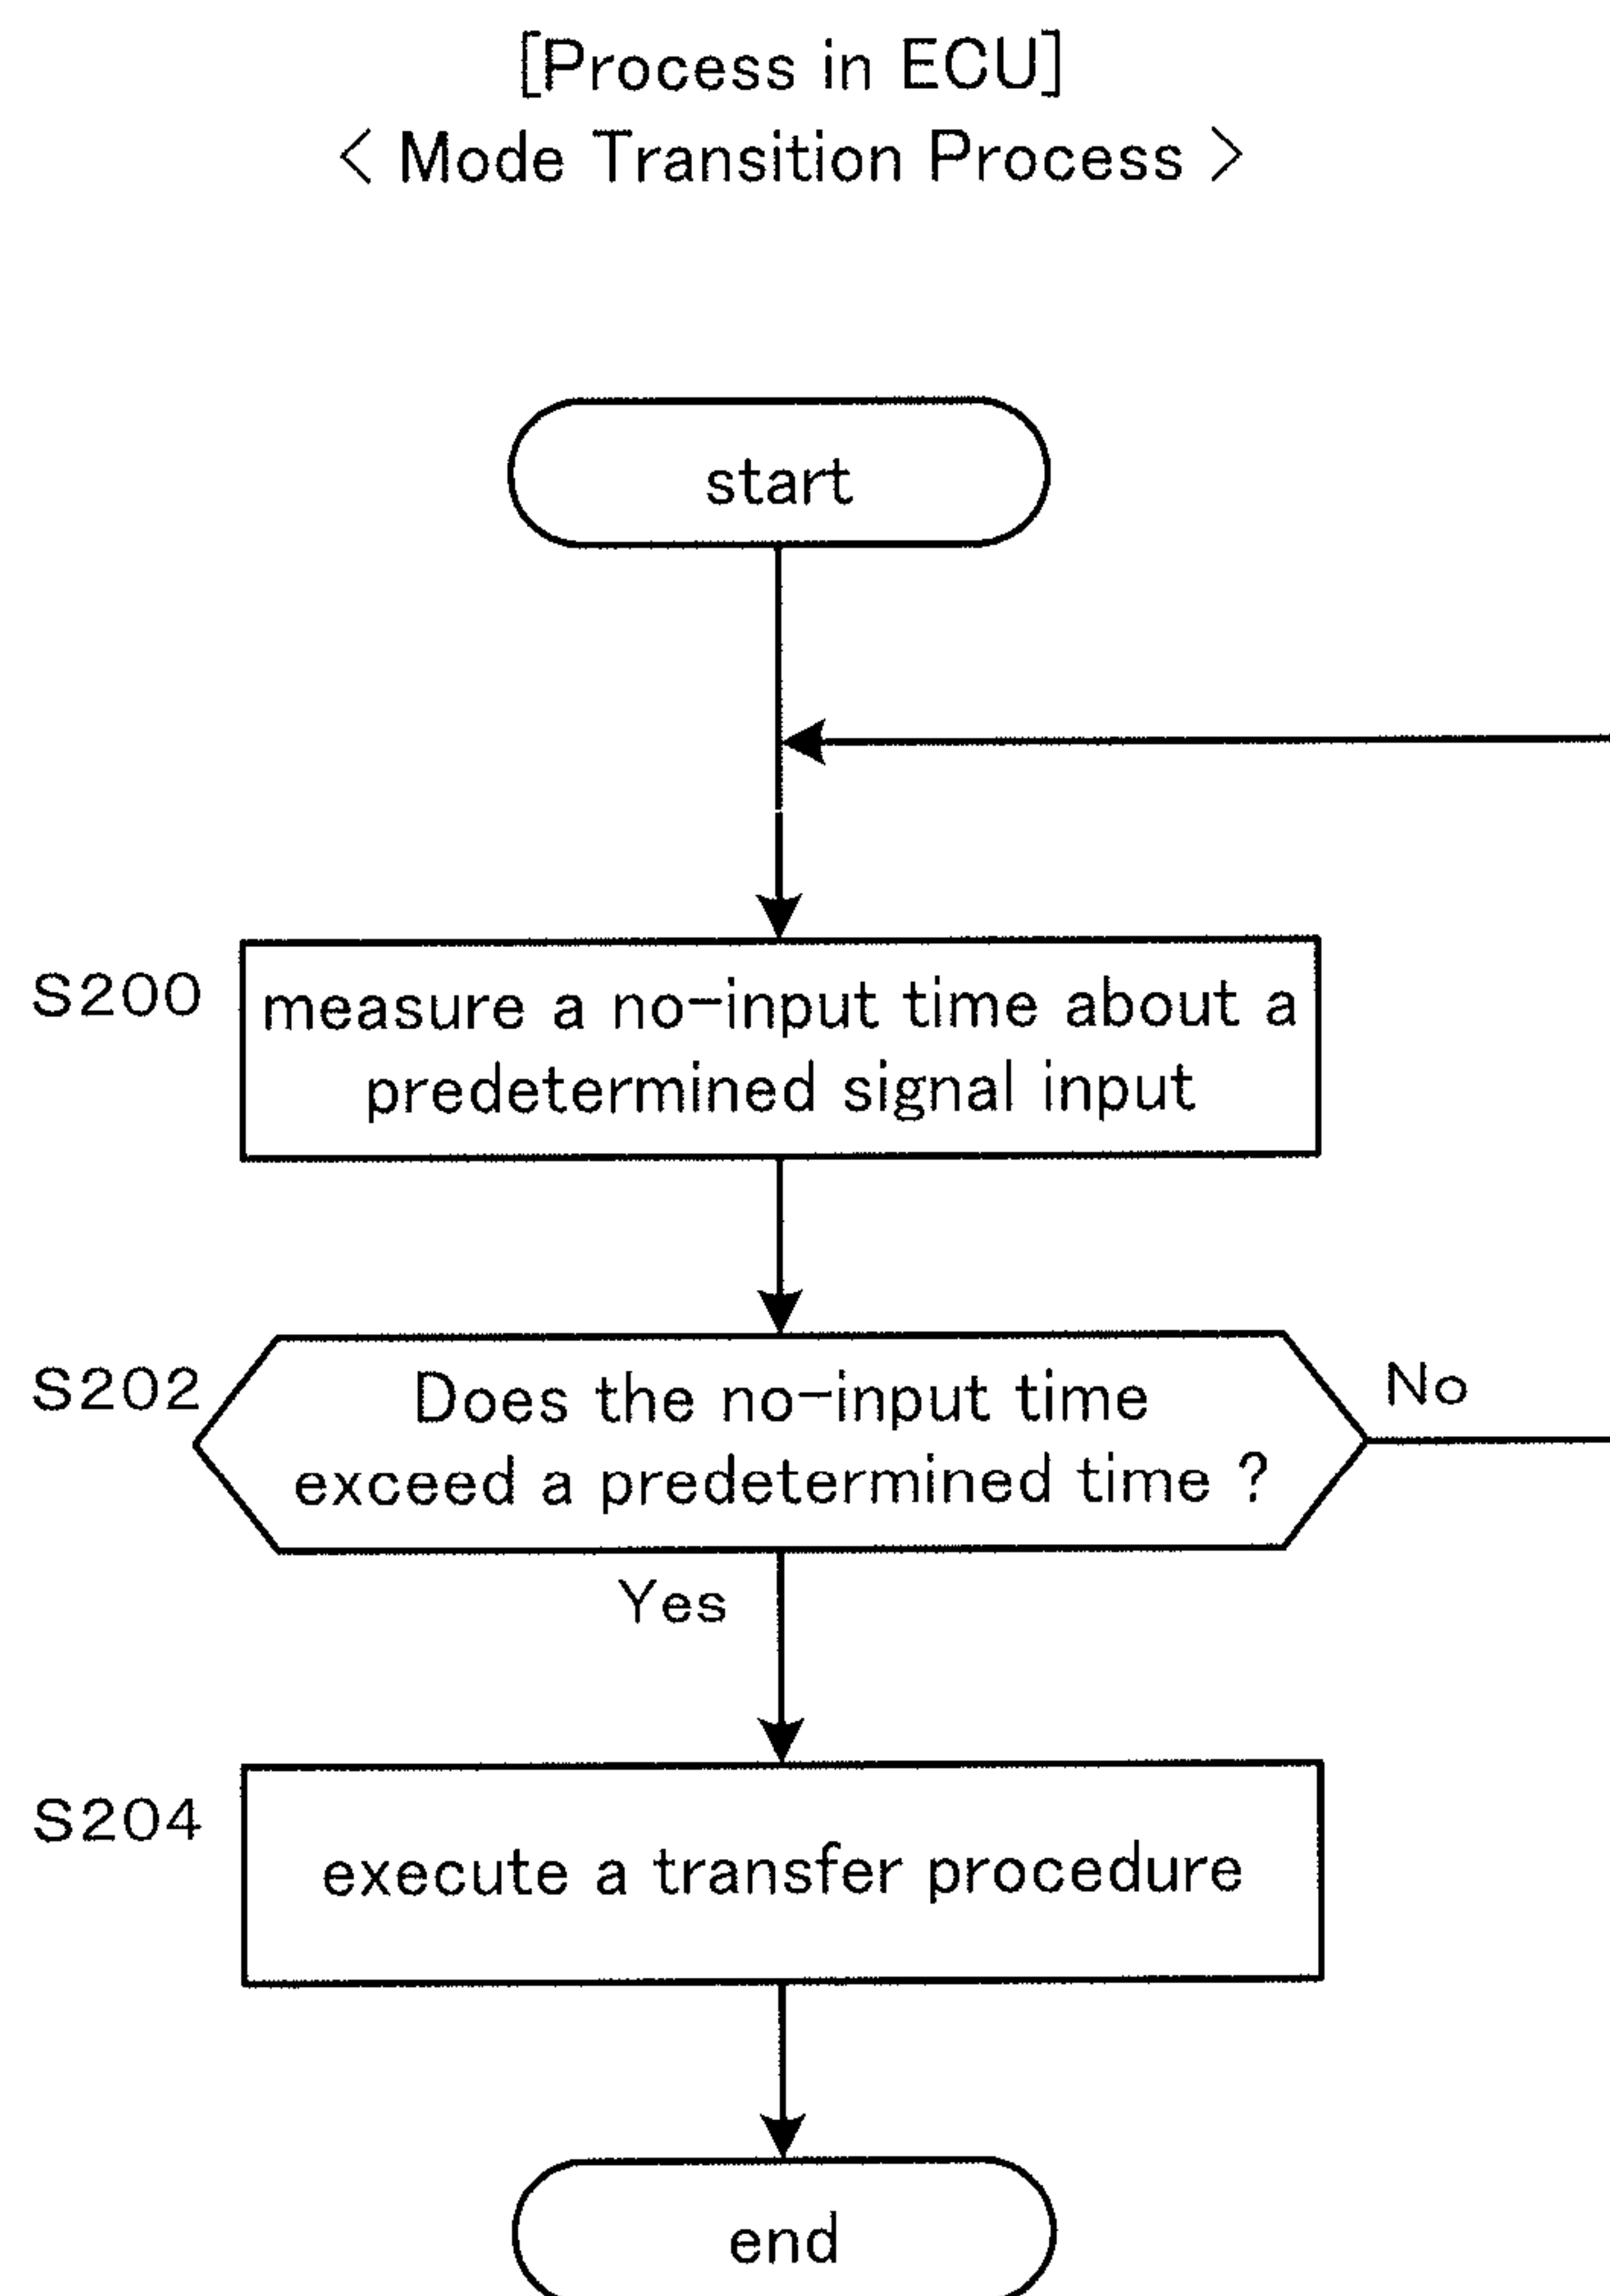 [Process in ECU]
< Mode Transition Process >
start
S200
measure a no-input time about a
predetermined signal input
S202
Does the no-input time
exceed a predetermined time ?
No
Yes
S204
execute a transfer procedure
end